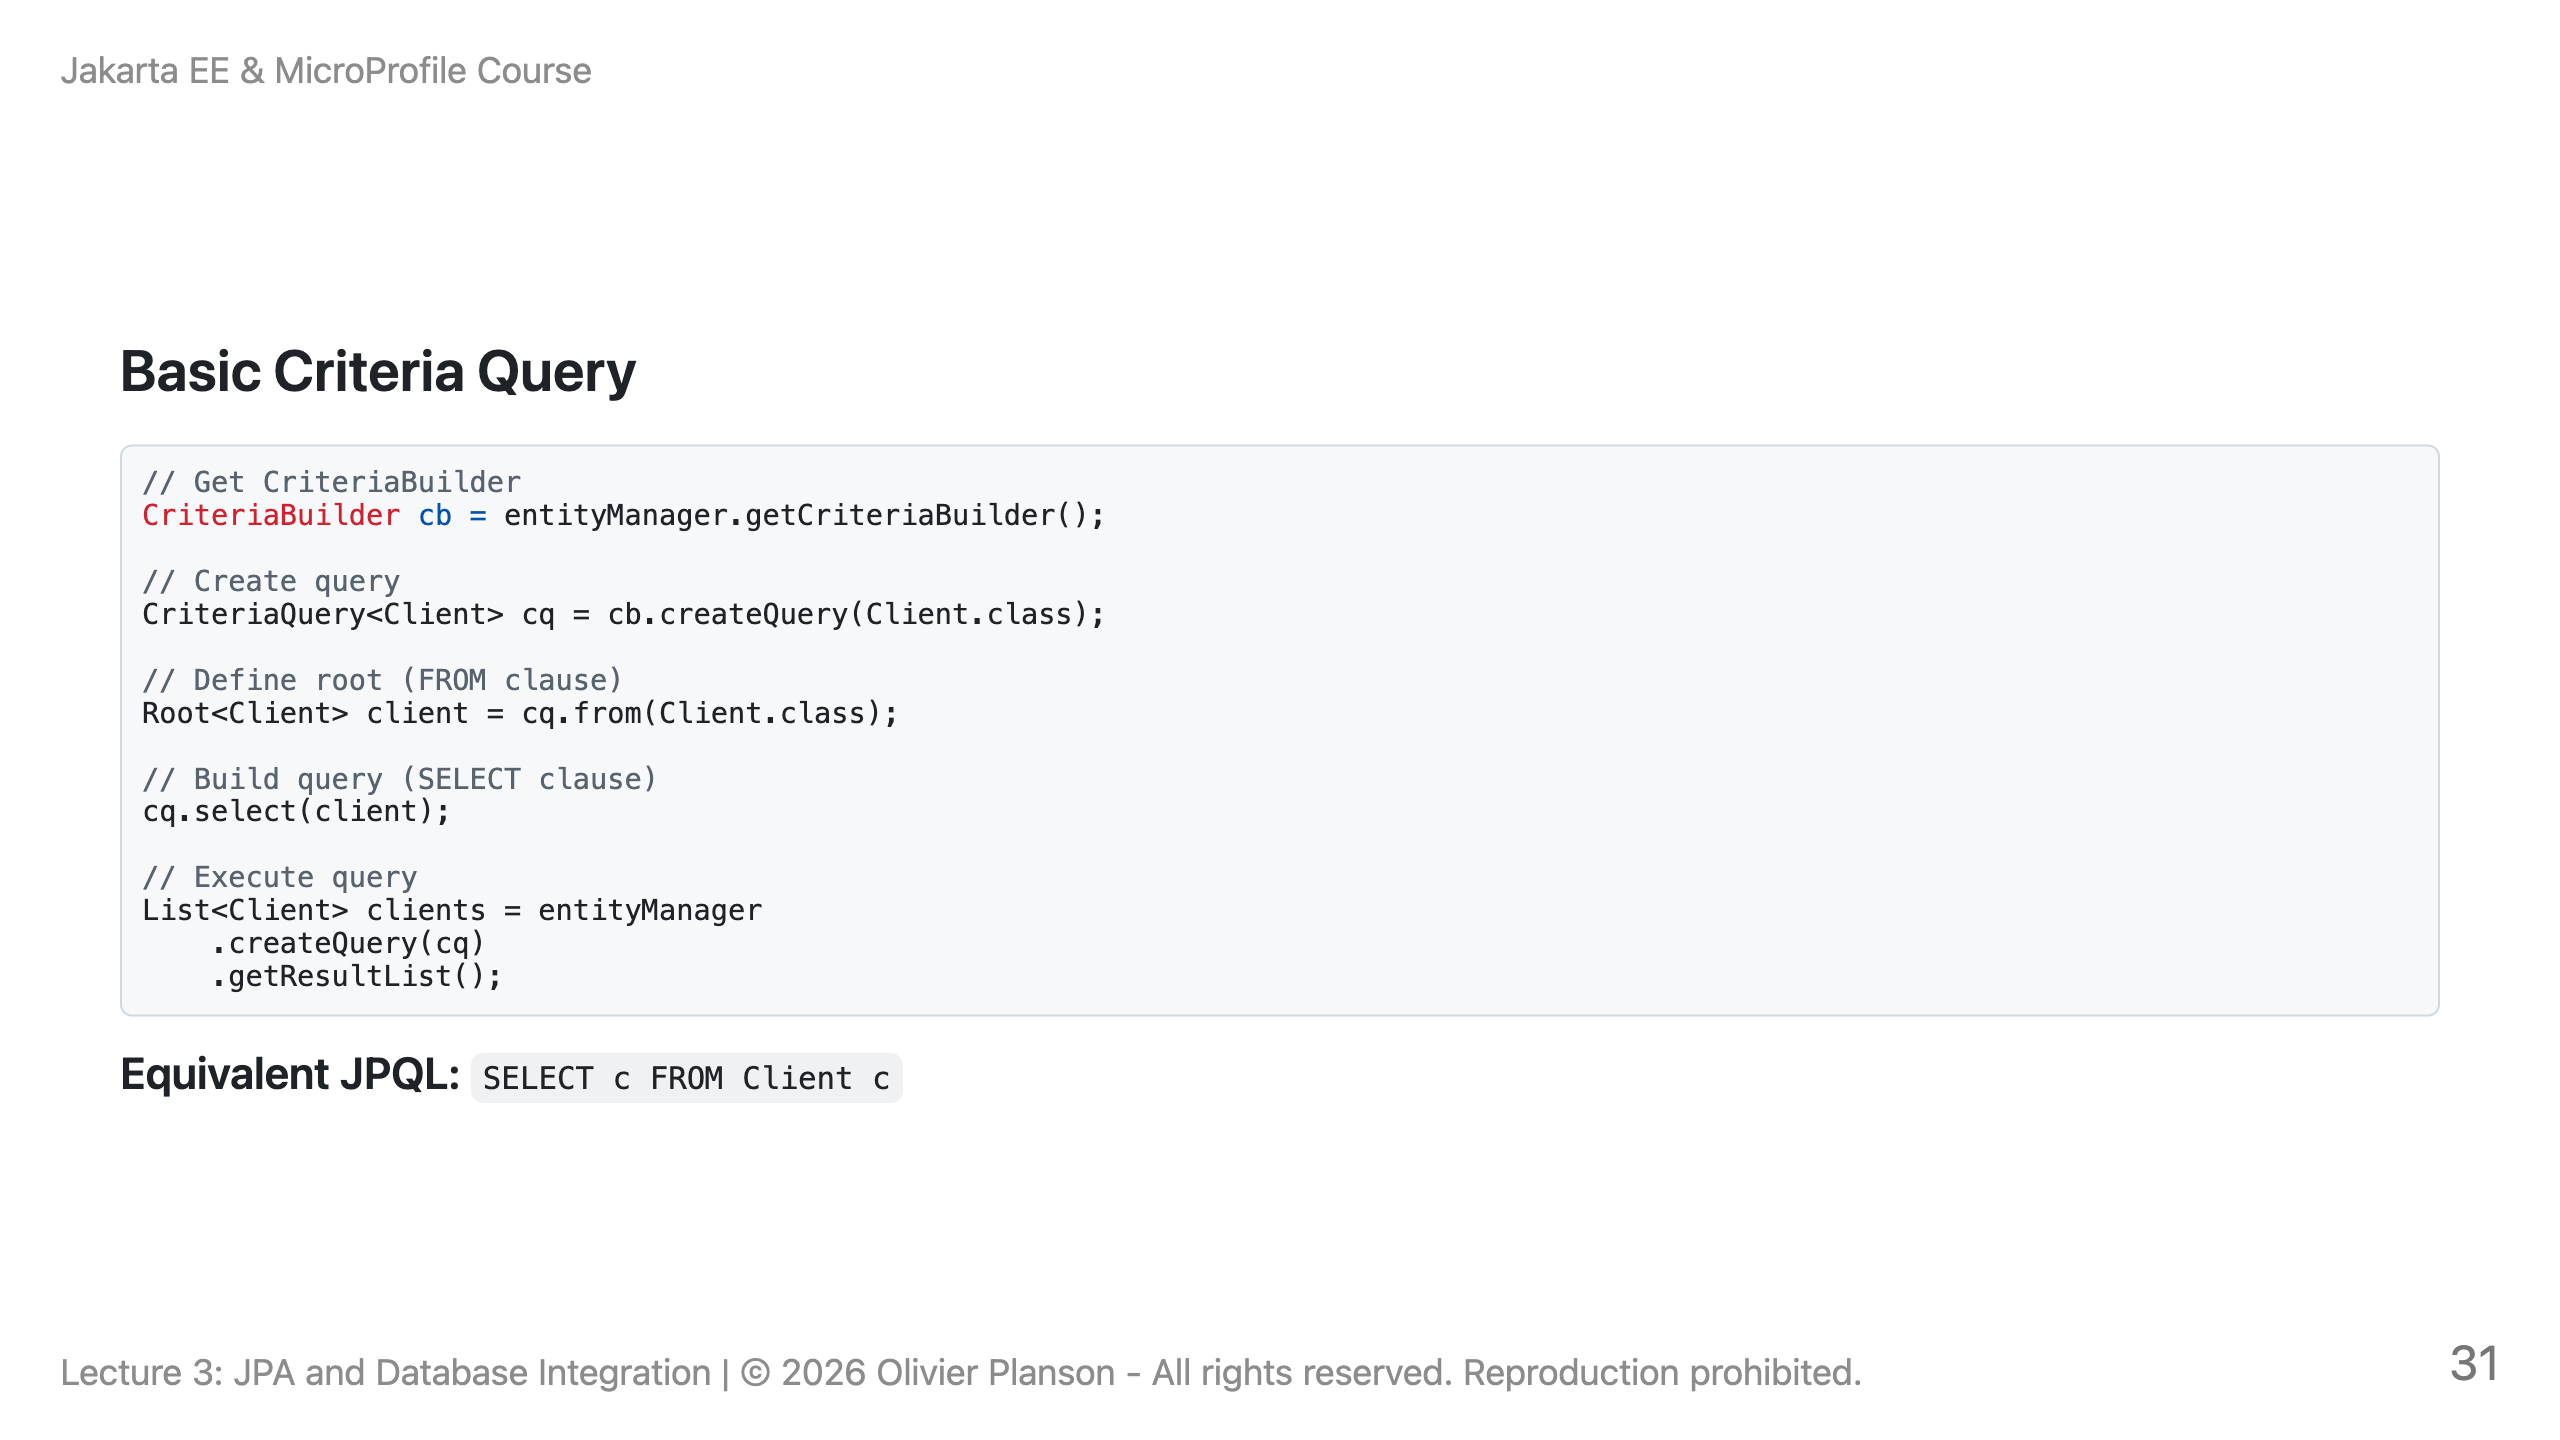 Jakarta EE & MicroProfile Course
Basic Criteria Query
// Get CriteriaBuilder
CriteriaBuilder cb = entityManager.getCriteriaBuilder();
// Create query
CriteriaQuery<Client> cq = cb.createQuery(Client.class);
// Define root (FROM clause)
Root<Client> client = cq.from(Client.class);
// Build query (SELECT clause)
cq.select(client);
// Execute query
List<Client> clients = entityManager
    .createQuery(cq)
    .getResultList();
Equivalent JPQL: SELECT c FROM Client c
Lecture 3: JPA and Database Integration | © 2026 Olivier Planson - All rights reserved. Reproduction prohibited.
31